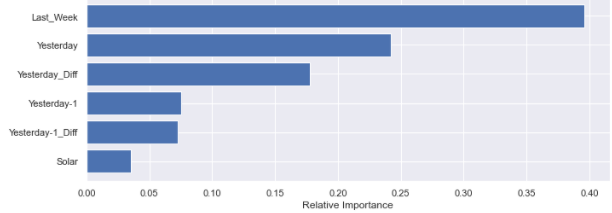 Last_Week
Yesterday
Yesterday_Diff
Yesterday-1
Yesterday-1_Diff
Solar
0.00 0.05 0.10 0.15 0.20 0.25 0.30 0.35 0.40
Relative Importance